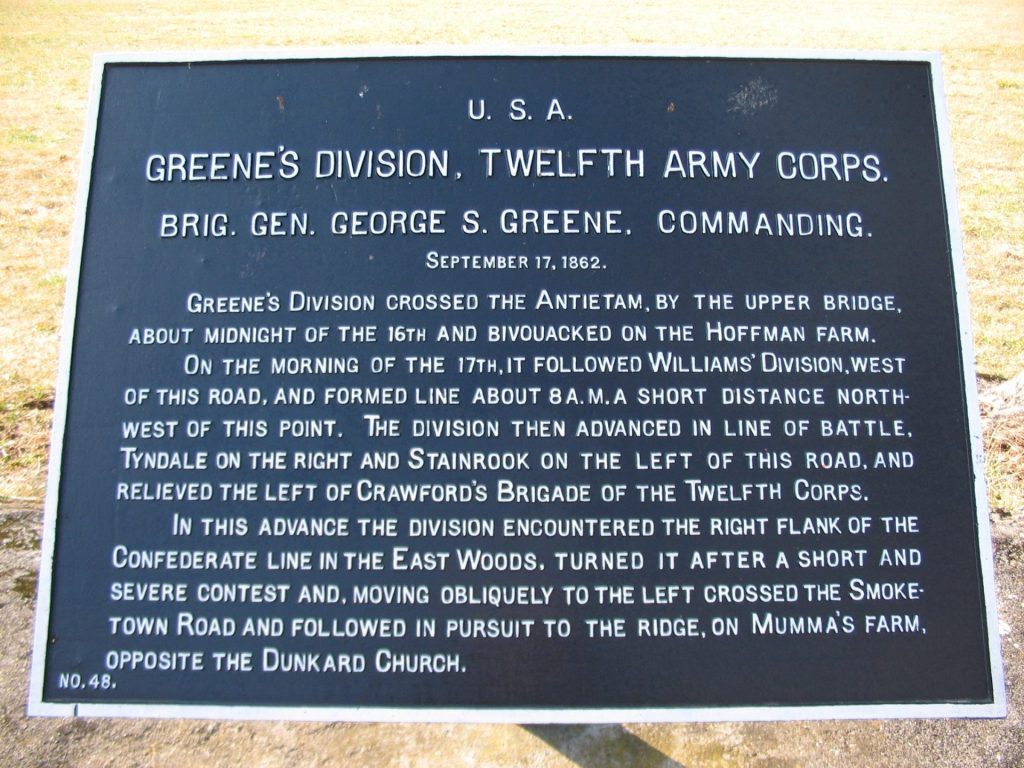 U. S. A.
GREENE'S DIVISION, TWELFTH ARMY CORPS.
BRIG. GEN. GEORGE S. GREENE, COMMANDING.
SEPTEMBER 17, 1862.
GREENE'S DIVISION CROSSED THE ANTIETAM, BY THE UPPER BRIDGE,
ABOUT MIDNIGHT OF THE 16TH AND BIVOUACKED ON THE HOFFMAN FARM.
ON THE MORNING OF THE 17TH, IT FOLLOWED WILLIAMS' DIVISION, WEST
OF THIS ROAD, AND FORMED LINE ABOUT 8 A.M. A SHORT DISTANCE NORTH-
WEST OF THIS POINT. THE DIVISION THEN ADVANCED IN LINE OF BATTLE,
TYNDALE ON THE RIGHT AND STAINROOK ON THE LEFT OF THIS ROAD, AND
RELIEVED THE LEFT OF CRAWFORD'S BRIGADE OF THE TWELFTH CORPS.
IN THIS ADVANCE THE DIVISION ENCOUNTERED THE RIGHT FLANK OF THE
CONFEDERATE LINE IN THE EAST WOODS, TURNED IT AFTER A SHORT AND
SEVERE CONTEST AND, MOVING OBLIQUELY TO THE LEFT CROSSED THE SMOKE-
TOWN ROAD AND FOLLOWED IN PURSUIT TO THE RIDGE, ON MUMMA'S FARM,
OPPOSITE THE DUNKARD CHURCH.
NO. 48.